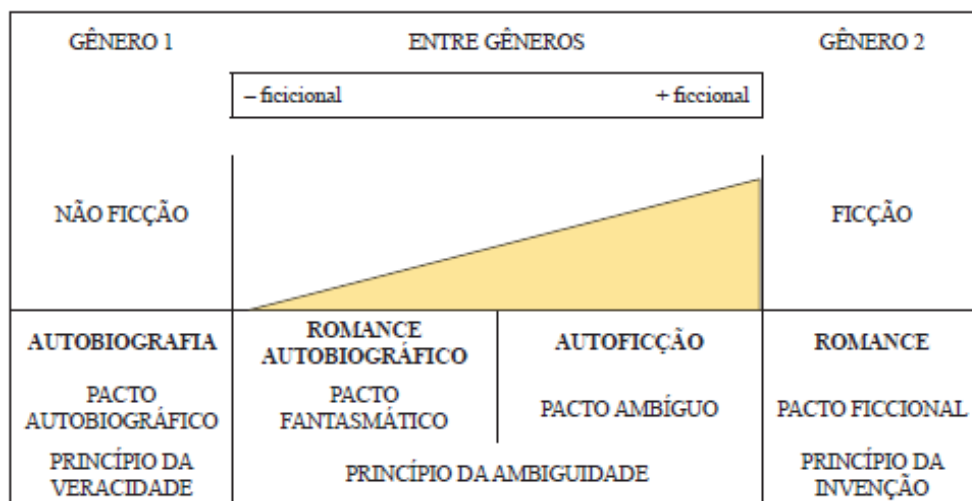 GÊNERO 1 ENTRE GÊNEROS GÊNERO 2
– ficicional + ficcional
NÃO FICÇÃO FICÇÃO
AUTOBIOGRAFIA
ROMANCE
AUTOBIOGRÁFICO
AUTOFICÇÃO
ROMANCE
PACTO
AUTOBIOGRÁFICO
PACTO
FANTASMÁTICO
PACTO AMBÍGUO
PACTO FICCIONAL
PRINCÍPIO DA
VERACIDADE
PRINCÍPIO DA AMBIGUIDADE
PRINCÍPIO DA
INVENÇÃO